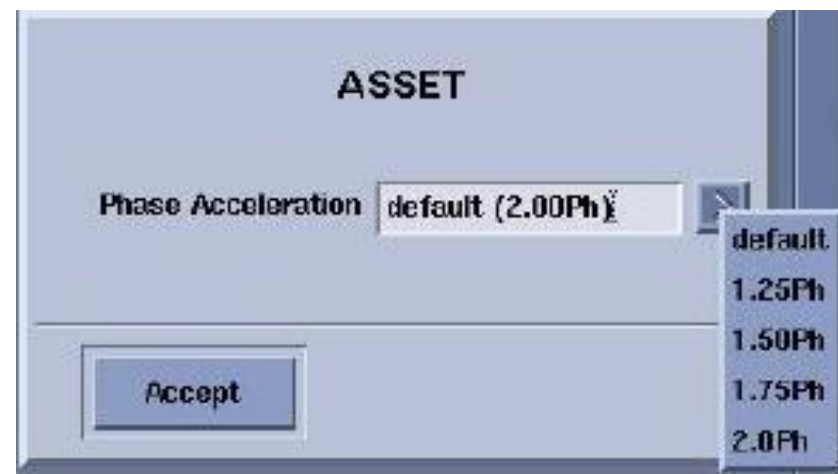 ASSET
Phase Acceleration default (2.00Ph)
default
1.25Ph
1.50Ph
1.75Ph
2.0Ph
Accept